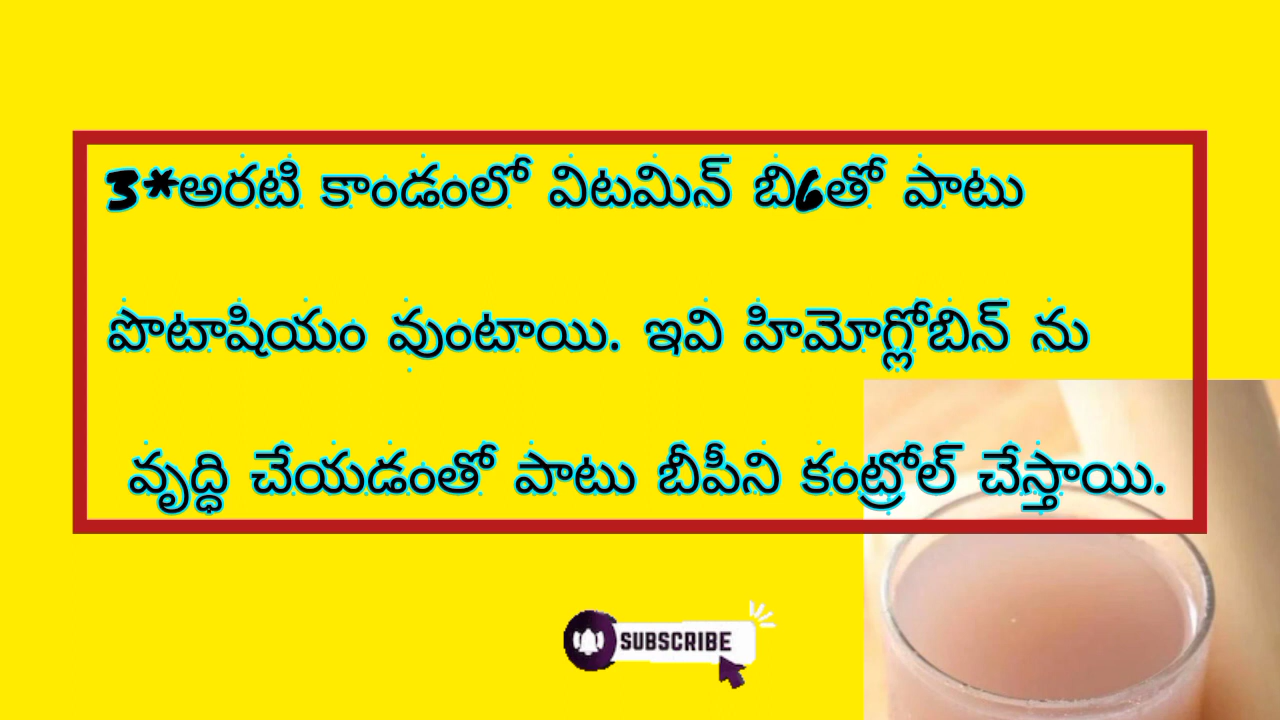 3*అరటి కాండంలో విటమిన్ బి6తో పాటు
పొటాషియం వుంటాయి. ఇవి హిమోగ్లోబిన్ ను
వృద్ధి చేయడంతో పాటు బీపీని కంట్రోల్ చేస్తాయి.
SUBSCRIBE